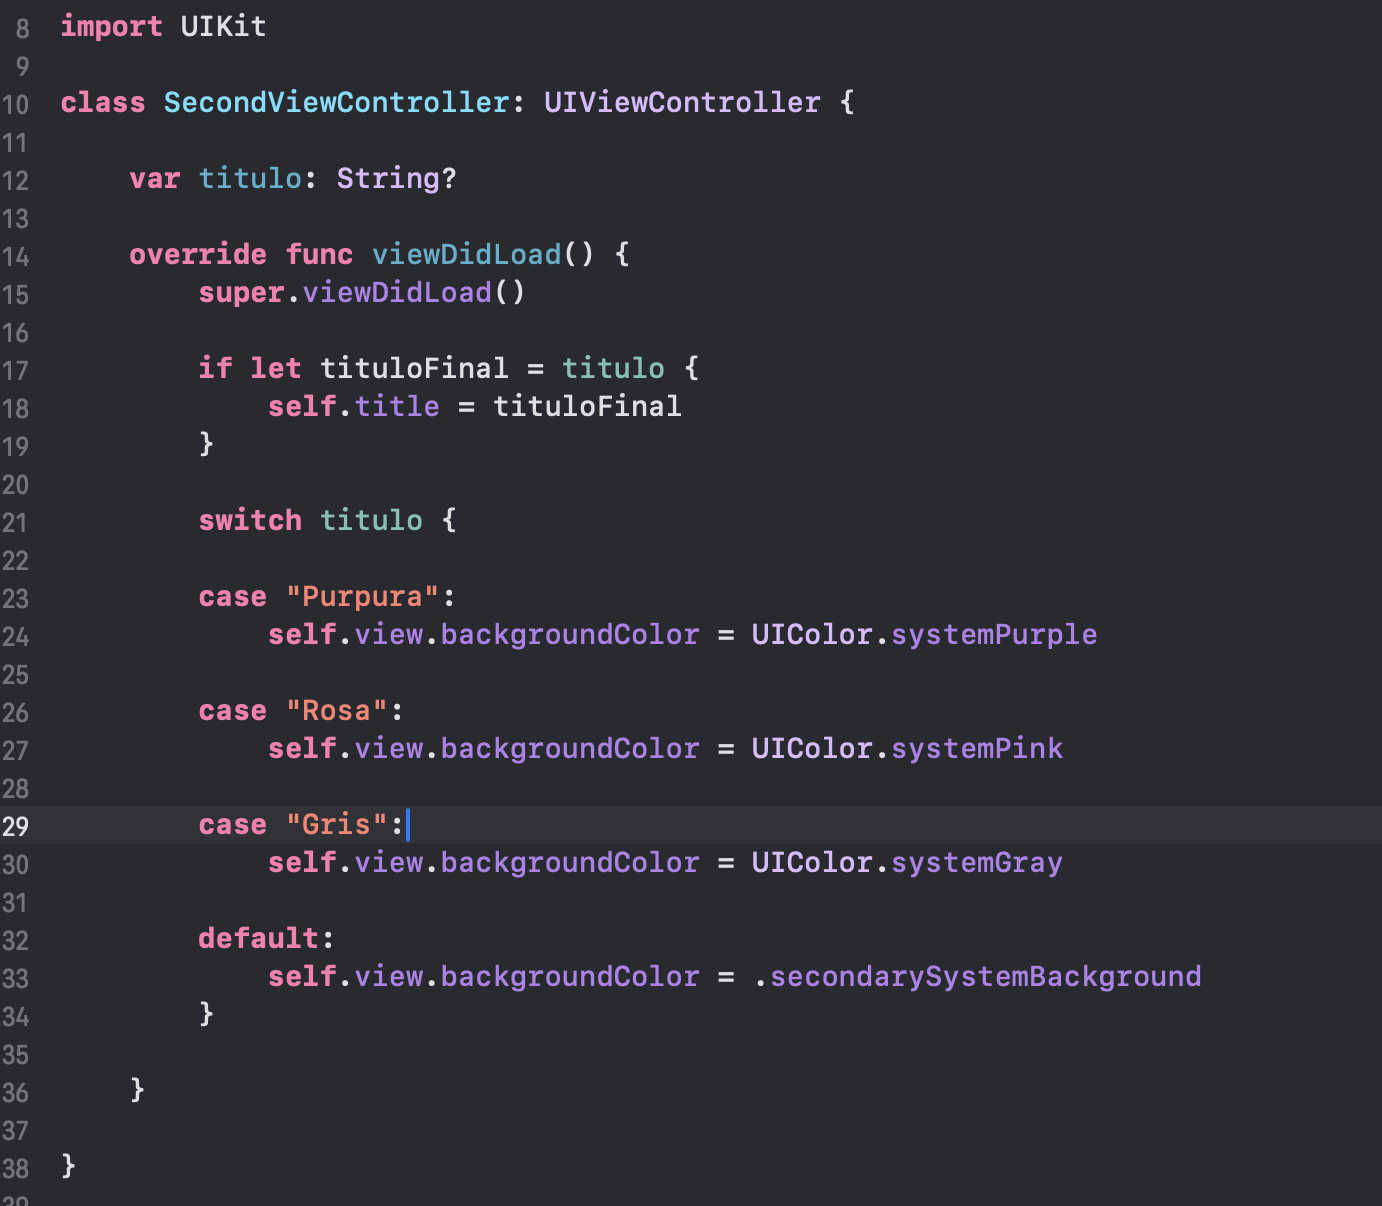 8 import UIKit
9
10 class SecondViewController: UIViewController {
11
12     var titulo: String?
13
14     override func viewDidLoad() {
15         super.viewDidLoad()
16
17         if let tituloFinal = titulo {
18             self.title = tituloFinal
19         }
20
21         switch titulo {
22
23         case "Purpura":
24             self.view.backgroundColor = UIColor.systemPurple
25
26         case "Rosa":
27             self.view.backgroundColor = UIColor.systemPink
28
29         case "Gris":
30             self.view.backgroundColor = UIColor.systemGray
31
32         default:
33             self.view.backgroundColor = .secondarySystemBackground
34         }
35
36     }
37
38 }
39